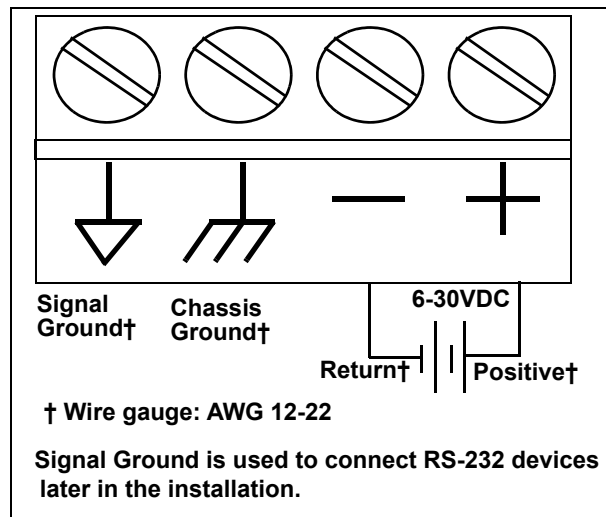 Signal
Ground†
Chassis
Ground†
6-30VDC
Return†
Positive†
† Wire gauge: AWG 12-22
Signal Ground is used to connect RS-232 devices
later in the installation.